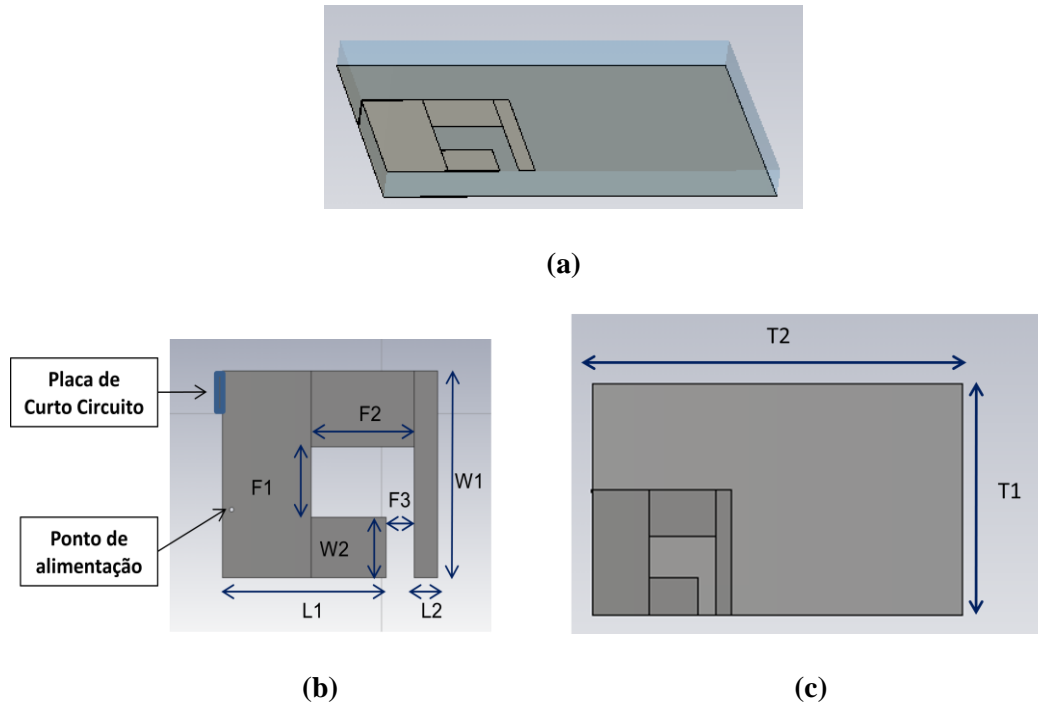 (a)
Placa de
Curto Circuito
Ponto de
alimentação
F1
F2
F3
W1
W2
L1
L2
(b)
T2
T1
(c)